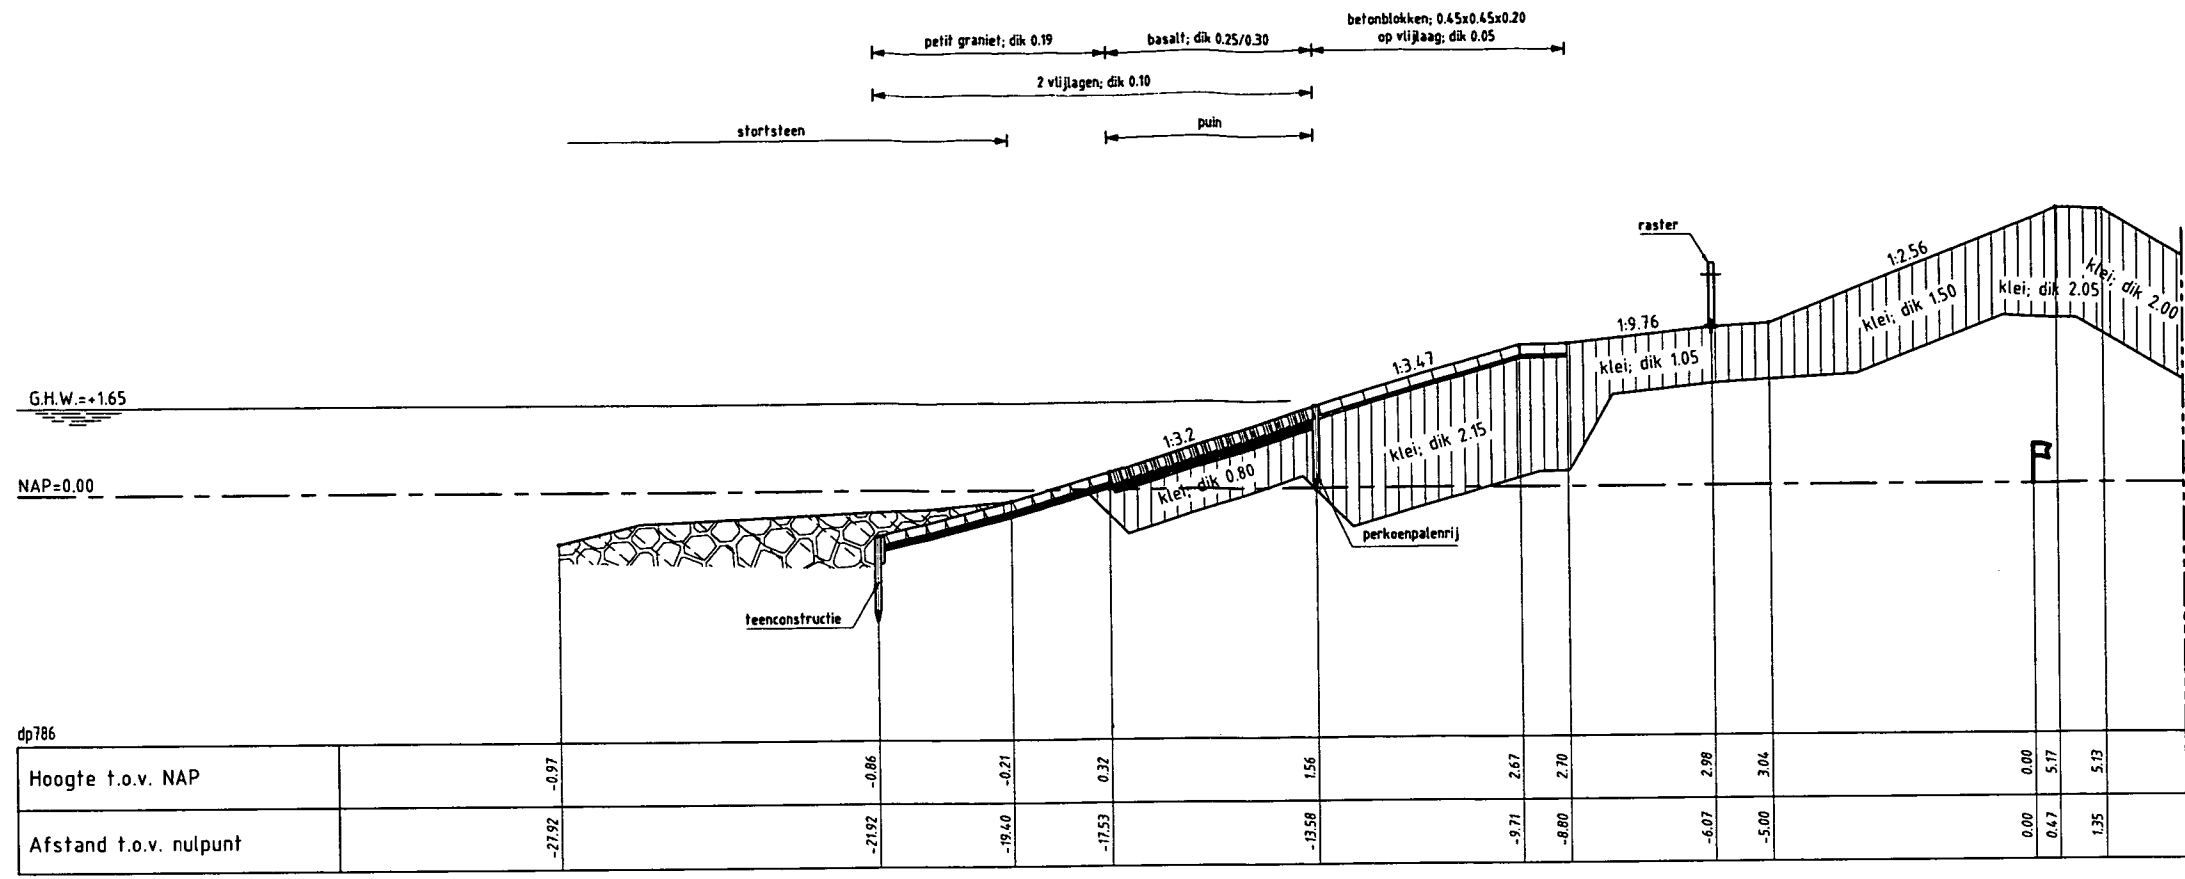 betonblokken; 0.45x0.45x0.20
petit graniet; dik 0.19
basalt; dik 0.25/0.30
op vlijlaag; dik 0.05
2 vlijlagen; dik 0.10
stortsteen
puin
raster
1:2.56
klei; dik 2.00
klei; dik 2.05
klei; dik 1.50
1:9.76
klei; dik 1.05
1:3.47
G.H.W.=+1.65
1:3.2
klei; dik 2.15
klei; dik 0.80
NAP=0.00
perkoenpalenrij
teenconstructie
dp786
Hoogte t.o.v. NAP -0.97 -0.86 -0.21 0.32 1.56 2.67 2.70 2.98 3.04 0.00 5.17 5.13
Afstand t.o.v. nulpunt -27.92 -21.92 -19.40 -17.53 -13.58 -9.71 -8.80 -6.07 -5.00 0.00 0.47 1.35